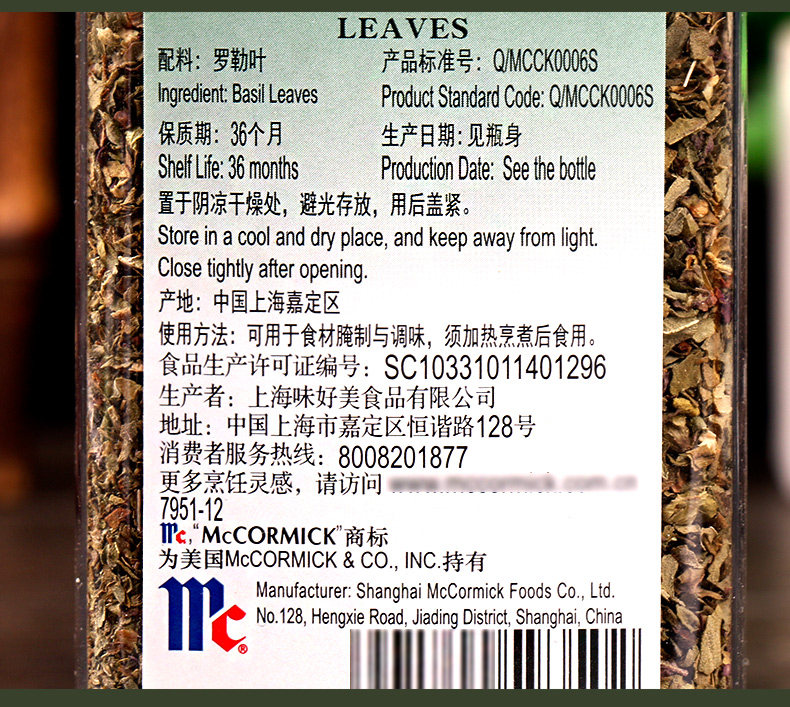 LEAVES
配料：罗勒叶 产品标准号：Q/MCCK0006S
Ingredient: Basil Leaves Product Standard Code: Q/MCCK0006S
保质期：36个月 生产日期：见瓶身
Shelf Life: 36 months Production Date: See the bottle
置于阴凉干燥处，避光存放，用后盖紧。
Store in a cool and dry place, and keep away from light.
Close tightly after opening.
产地：中国上海嘉定区
使用方法：可用于食材腌制与调味，须加热烹煮后食用。
食品生产许可证编号：SC10331011401296
生产者：上海味好美食品有限公司
地址：中国上海市嘉定区恒谐路128号
消费者服务热线：8008201877
更多烹饪灵感，请访问
7951-12
Mc,"McCORMICK"商标
为美国McCORMICK & CO., INC.持有
Mc®
Manufacturer: Shanghai McCormick Foods Co., Ltd.
No.128, Hengxie Road, Jiading District, Shanghai, China